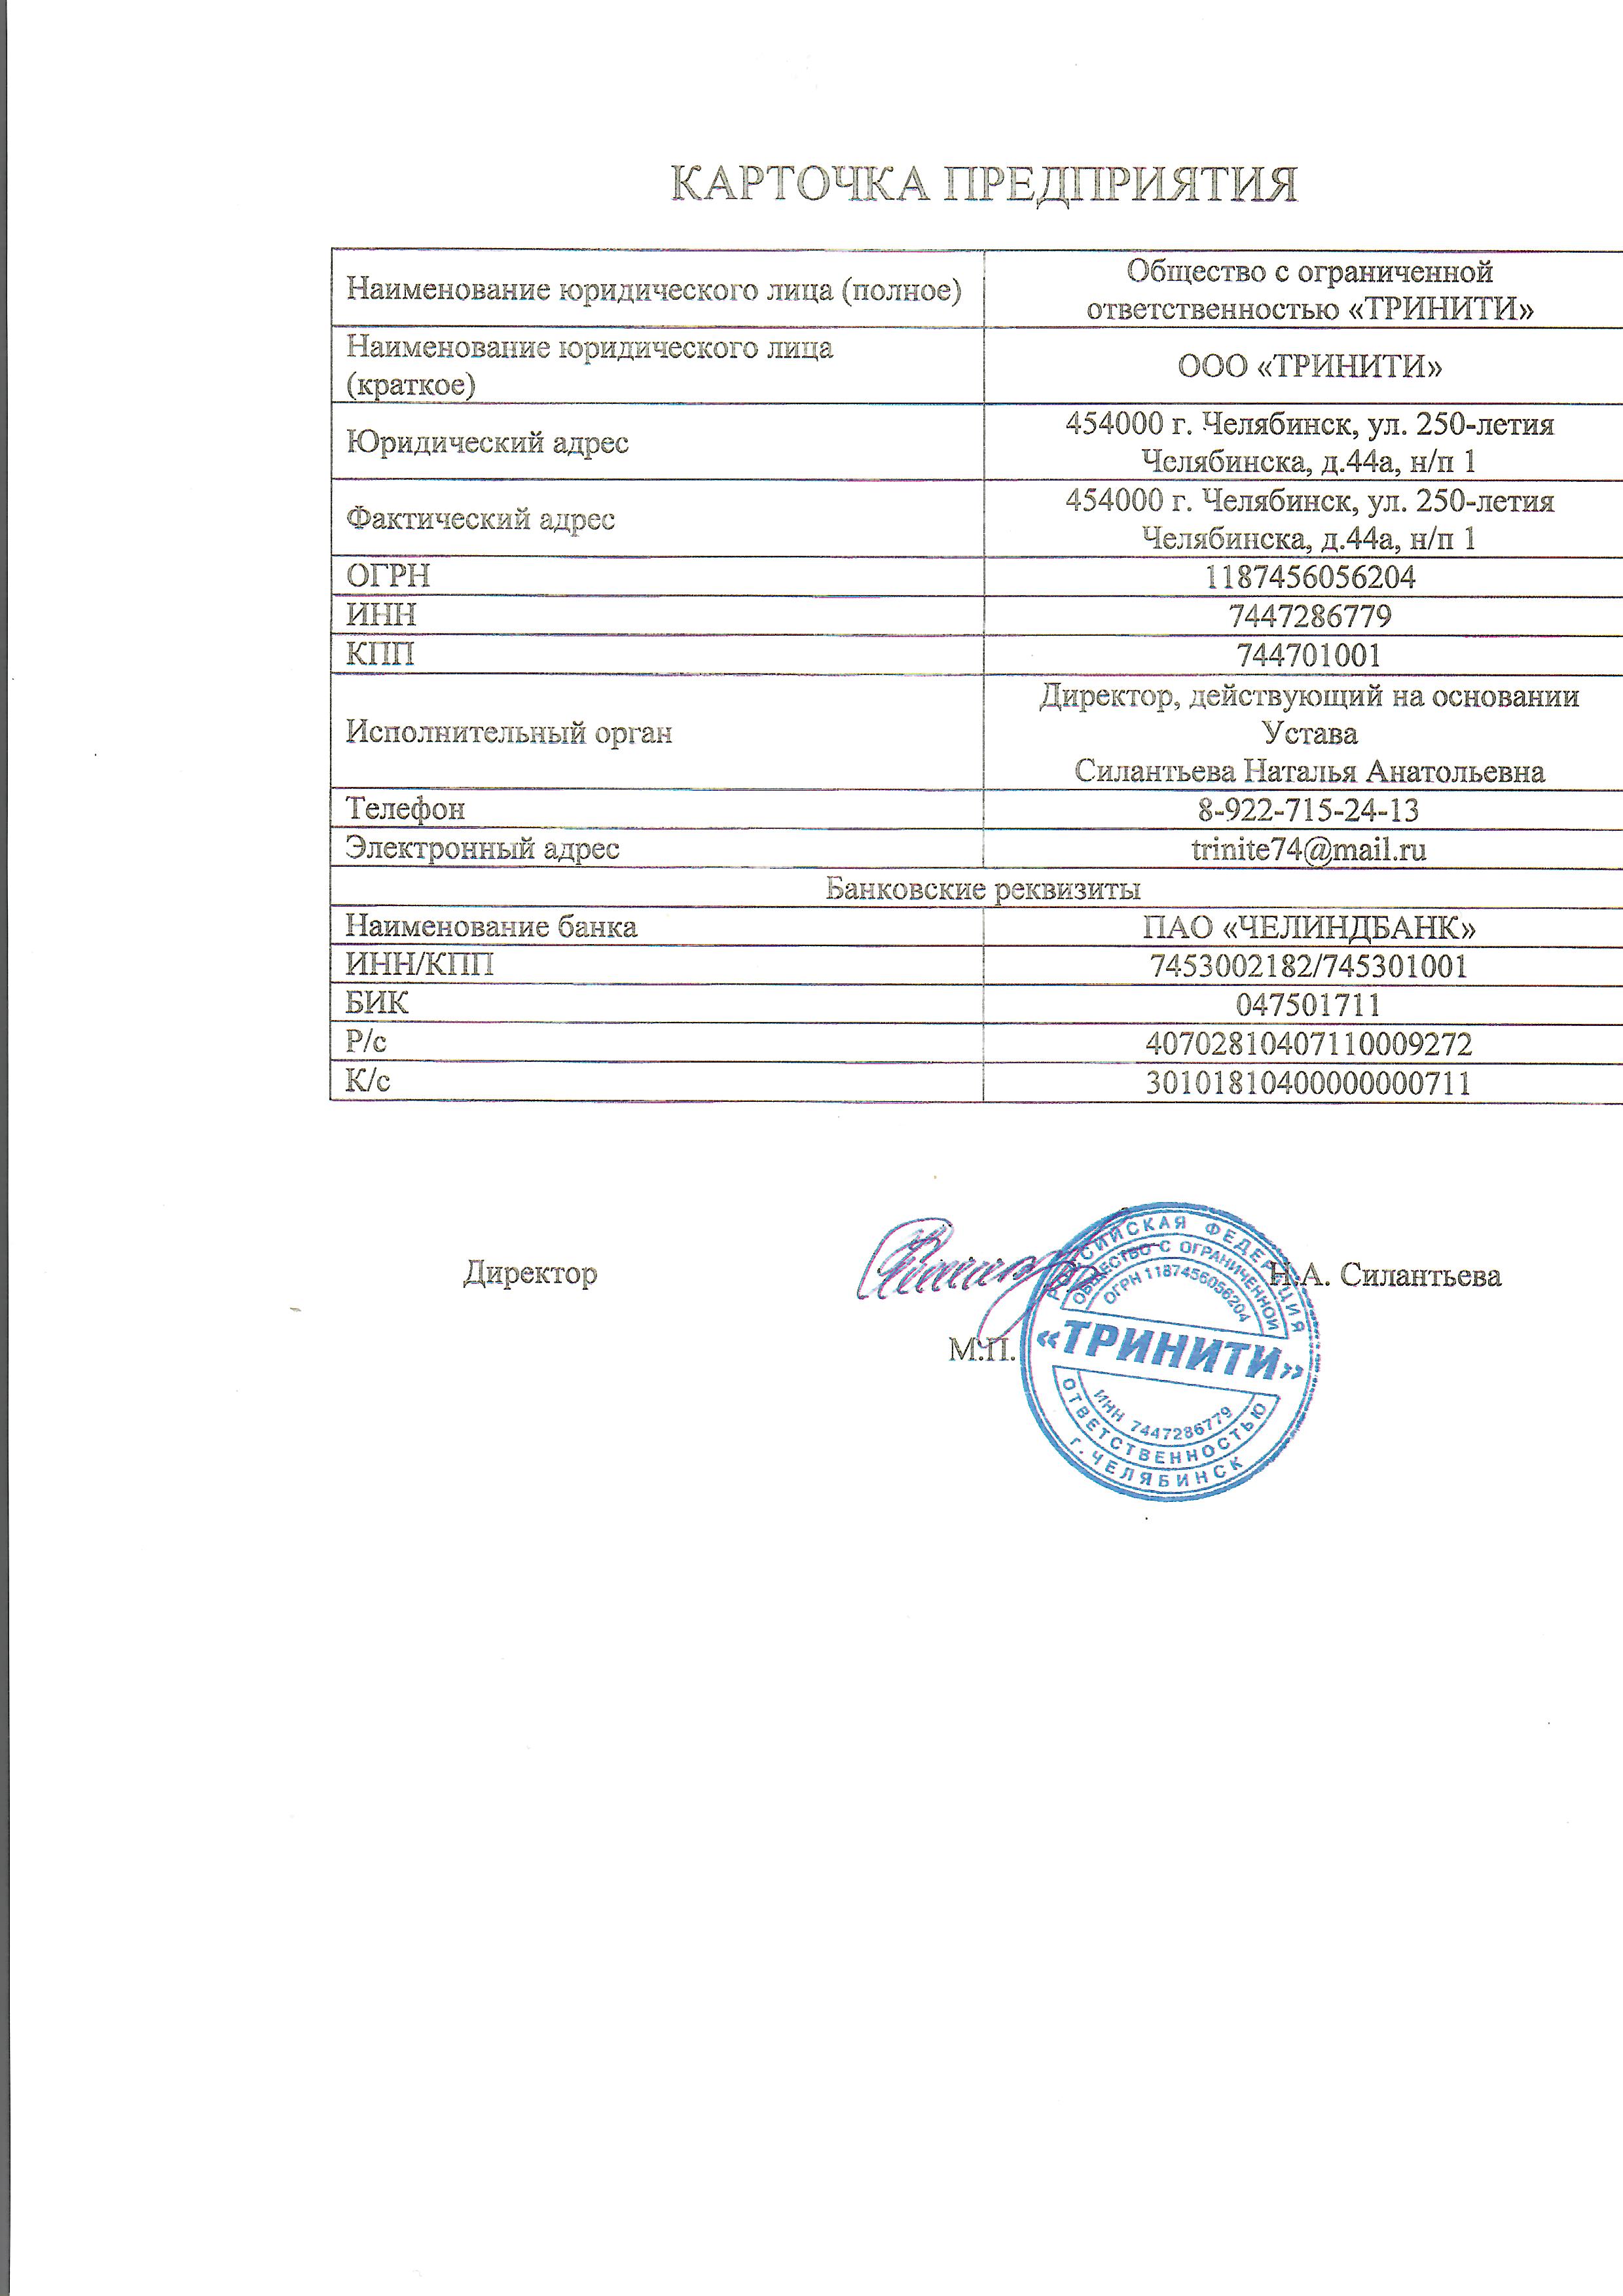 КАРТОЧКА ПРЕДПРИЯТИЯ
Наименование юридического лица (полное)
Общество с ограниченной
ответственностью «ТРИНИТИ»
Наименование юридического лица
(краткое)
ООО «ТРИНИТИ»
Юридический адрес
454000 г. Челябинск, ул. 250-летия
Челябинска, д.44а, н/п 1
Фактический адрес
454000 г. Челябинск, ул. 250-летия
Челябинска, д.44а, н/п 1
ОГРН
1187456056204
ИНН
7447286779
КПП
744701001
Исполнительный орган
Директор, действующий на основании
Устава
Силантьева Наталья Анатольевна
Телефон
8-922-715-24-13
Электронный адрес
trinite74@mail.ru
Банковские реквизиты
Наименование банка
ПАО «ЧЕЛИНДБАНК»
ИНН/КПП
7453002182/745301001
БИК
047501711
Р/с
40702810407110009272
К/с
30101810400000000711
Директор
Н.А. Силантьева
М.П.
РОССИЙСКАЯ ФЕДЕРАЦИЯ
ОБЩЕСТВО С ОГРАНИЧЕННОЙ
ОГРН 1187456056204
«ТРИНИТИ»
ИНН 7447286779
ОТВЕТСТВЕННОСТЬЮ
г. ЧЕЛЯБИНСК